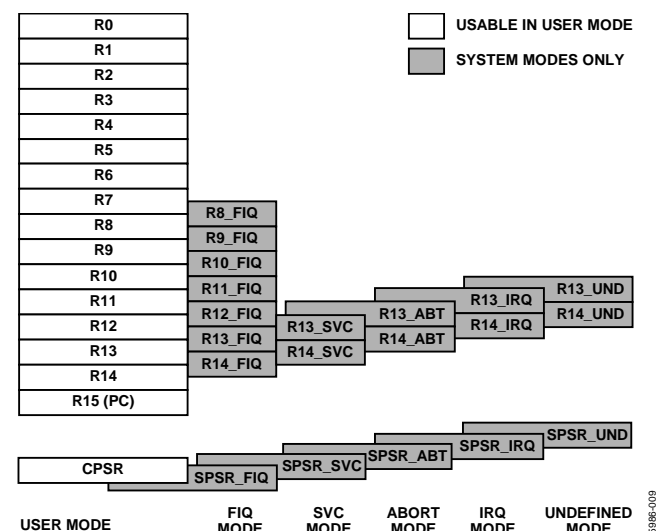 R0
R1
R2
R3
R4
R5
R6
R7
R8
R9
R10
R11
R12
R13
R14
R15 (PC)
USABLE IN USER MODE
SYSTEM MODES ONLY
R8_FIQ
R9_FIQ
R10_FIQ
R11_FIQ
R12_FIQ
R13_FIQ
R14_FIQ
R13_SVC
R14_SVC
R13_ABT
R14_ABT
R13_IRQ
R14_IRQ
R13_UND
R14_UND
CPSR
SPSR_FIQ
SPSR_SVC
SPSR_ABT
SPSR_IRQ
SPSR_UND
USER MODE
FIQ
MODE
SVC
MODE
ABORT
MODE
IRQ
MODE
UNDEFINED
MODE